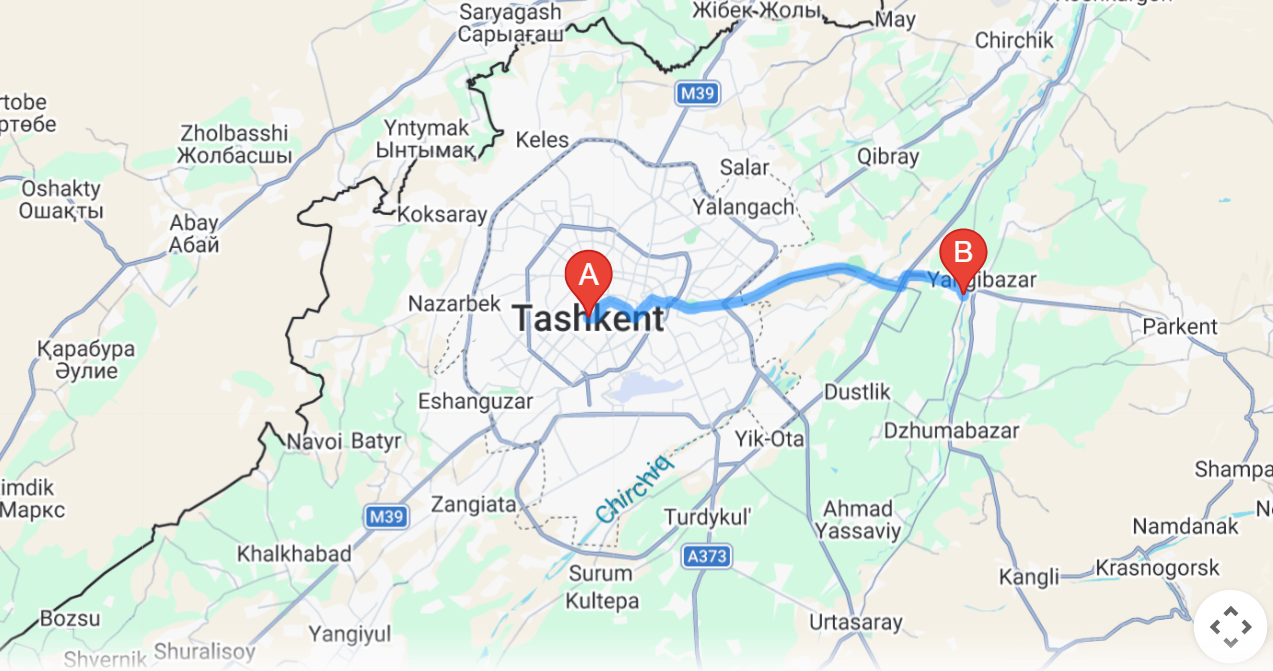 Saryagash
Сарыағаш
Жібек-Жолы
May
Chirchik
M39
rtobe
ртөбе
Zholbasshi
Жолбасшы
Yntymak
Ынтымақ
Keles
Salar
Qibray
Oshakty
Ошақты
Abay
Абай
Koksaray
Yalangach
A
B
Yangibazar
Nazarbek
Tashkent
Parkent
Қарабура
Әулие
Eshanguzar
Dustlik
Navoi Batyr
Yik-Ota
Dzhumabazar
Chirchiq
imdik
Маркс
M39
Zangiata
Turdykul'
Ahmad
Yassaviy
Shampa
Namdanak
Khalkhabad
A373
Surum
Kultepa
Kangli
Krasnogorsk
Bozsu
Yangiyul
Urtasaray
Shvernik
Shuralisoy